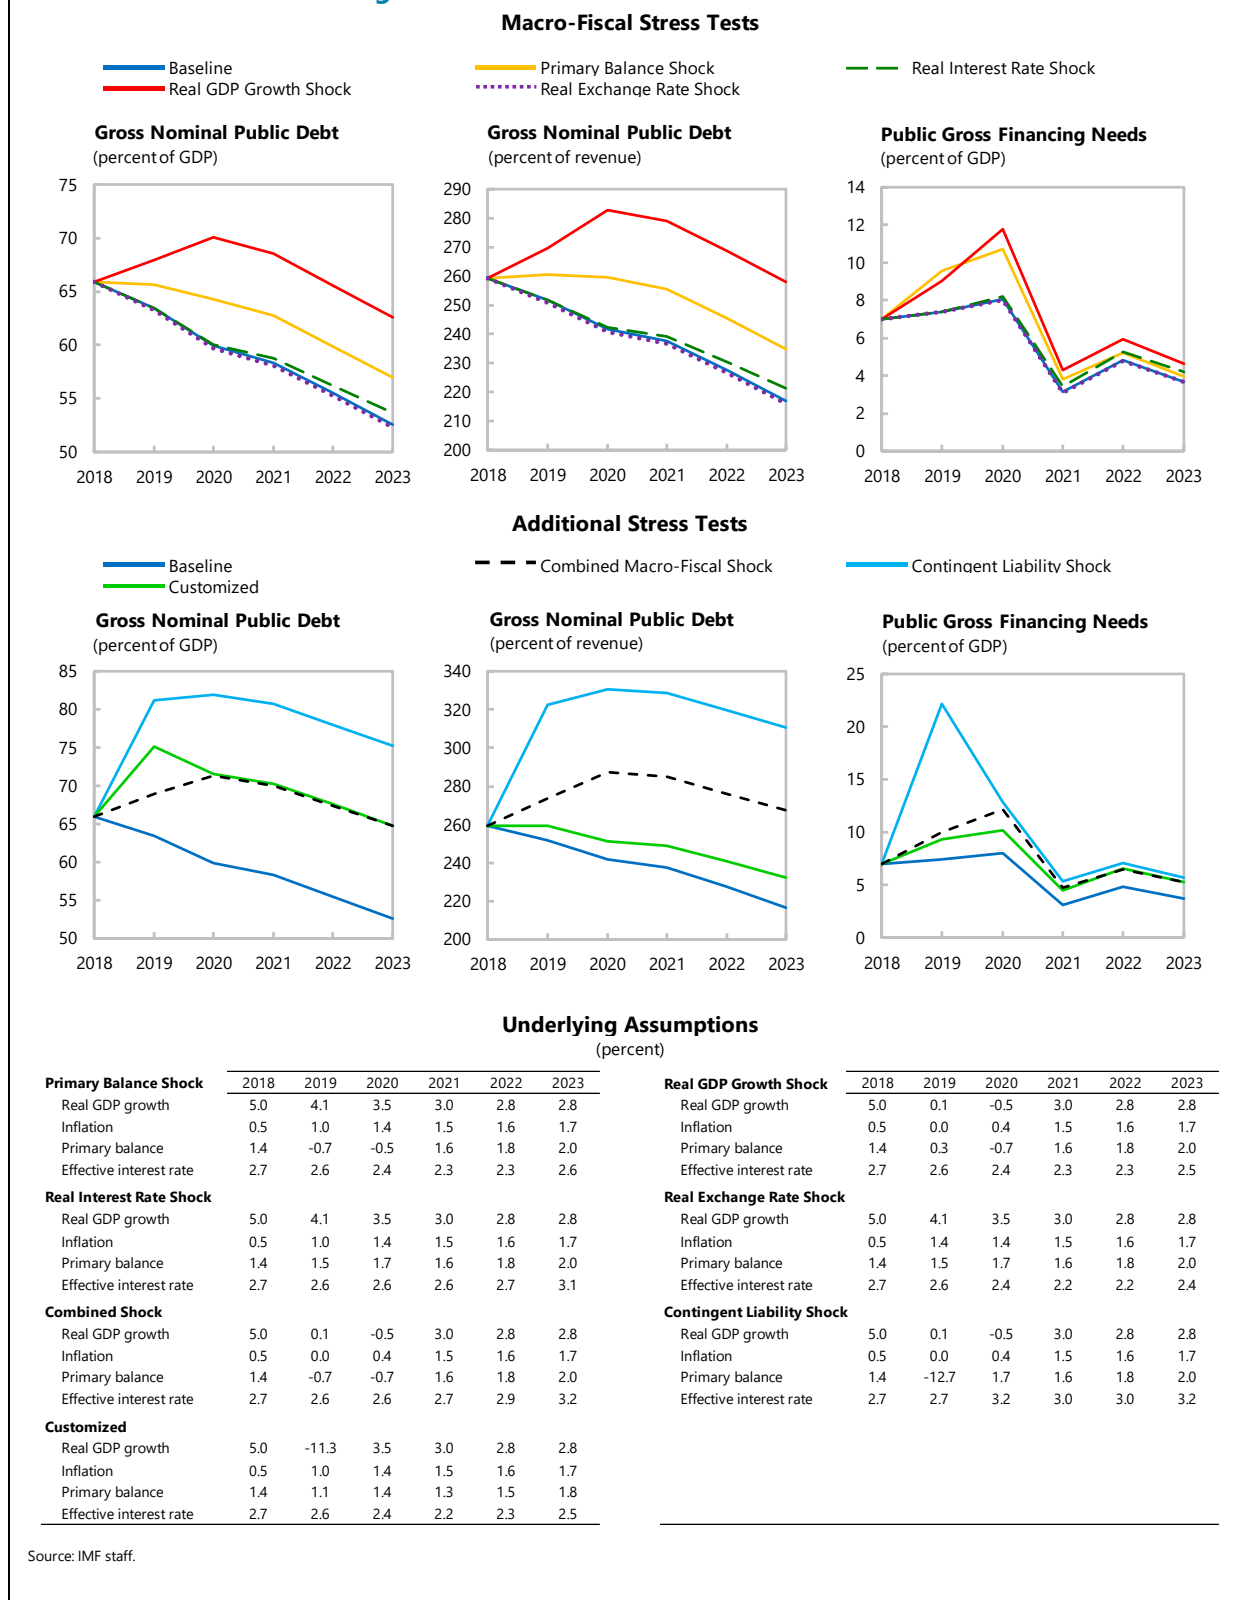 Macro-Fiscal Stress Tests
Baseline
Primary Balance Shock
Real Interest Rate Shock
Real GDP Growth Shock
Real Exchange Rate Shock
Gross Nominal Public Debt
(percent of GDP)
75
70
65
60
55
50
2018 2019 2020 2021 2022 2023
Gross Nominal Public Debt
(percent of revenue)
290
280
270
260
250
240
230
220
210
200
2018 2019 2020 2021 2022 2023
Public Gross Financing Needs
(percent of GDP)
14
12
10
8
6
4
2
0
2018 2019 2020 2021 2022 2023
Additional Stress Tests
Baseline
Combined Macro-Fiscal Shock
Contingent Liability Shock
Customized
Gross Nominal Public Debt
(percent of GDP)
85
80
75
70
65
60
55
50
2018 2019 2020 2021 2022 2023
Gross Nominal Public Debt
(percent of revenue)
340
320
300
280
260
240
220
200
2018 2019 2020 2021 2022 2023
Public Gross Financing Needs
(percent of GDP)
25
20
15
10
5
0
2018 2019 2020 2021 2022 2023
Underlying Assumptions
(percent)
Primary Balance Shock 2018 2019 2020 2021 2022 2023
Real GDP growth 5.0 4.1 3.5 3.0 2.8 2.8
Inflation 0.5 1.0 1.4 1.5 1.6 1.7
Primary balance 1.4 -0.7 -0.5 1.6 1.8 2.0
Effective interest rate 2.7 2.6 2.4 2.3 2.3 2.6
Real Interest Rate Shock
Real GDP growth 5.0 4.1 3.5 3.0 2.8 2.8
Inflation 0.5 1.0 1.4 1.5 1.6 1.7
Primary balance 1.4 1.5 1.7 1.6 1.8 2.0
Effective interest rate 2.7 2.6 2.6 2.6 2.7 3.1
Combined Shock
Real GDP growth 5.0 0.1 -0.5 3.0 2.8 2.8
Inflation 0.5 0.0 0.4 1.5 1.6 1.7
Primary balance 1.4 -0.7 -0.7 1.6 1.8 2.0
Effective interest rate 2.7 2.6 2.6 2.7 2.9 3.2
Customized
Real GDP growth 5.0 -11.3 3.5 3.0 2.8 2.8
Inflation 0.5 1.0 1.4 1.5 1.6 1.7
Primary balance 1.4 1.1 1.4 1.3 1.5 1.8
Effective interest rate 2.7 2.6 2.4 2.2 2.3 2.5
Real GDP Growth Shock 2018 2019 2020 2021 2022 2023
Real GDP growth 5.0 0.1 -0.5 3.0 2.8 2.8
Inflation 0.5 0.0 0.4 1.5 1.6 1.7
Primary balance 1.4 0.3 -0.7 1.6 1.8 2.0
Effective interest rate 2.7 2.6 2.4 2.3 2.3 2.5
Real Exchange Rate Shock
Real GDP growth 5.0 4.1 3.5 3.0 2.8 2.8
Inflation 0.5 1.4 1.4 1.5 1.6 1.7
Primary balance 1.4 1.5 1.7 1.6 1.8 2.0
Effective interest rate 2.7 2.6 2.4 2.2 2.2 2.4
Contingent Liability Shock
Real GDP growth 5.0 0.1 -0.5 3.0 2.8 2.8
Inflation 0.5 0.0 0.4 1.5 1.6 1.7
Primary balance 1.4 -12.7 1.7 1.6 1.8 2.0
Effective interest rate 2.7 2.7 3.2 3.0 3.0 3.2
Source: IMF staff.